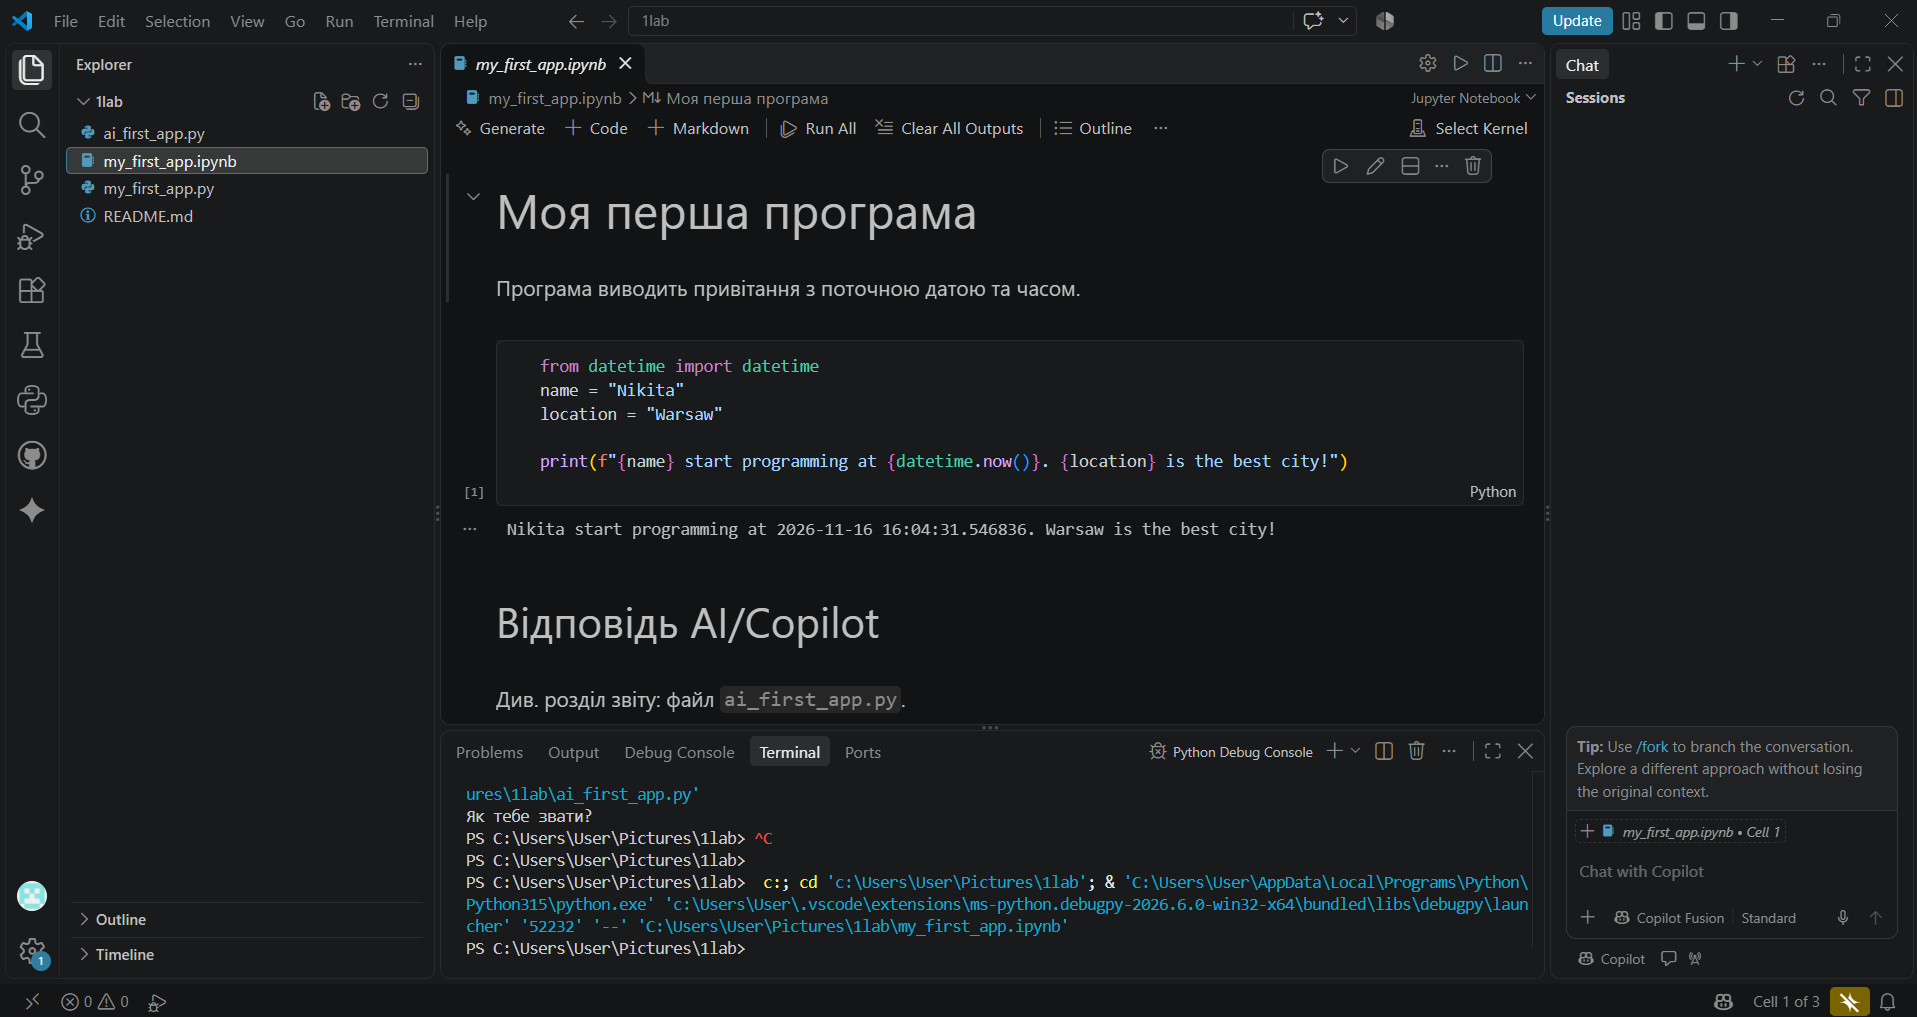 File Edit Selection View Go Run Terminal Help
1lab
Update
Explorer
1lab
ai_first_app.py
my_first_app.ipynb
my_first_app.py
README.md
Outline
Timeline
1
my_first_app.ipynb
my_first_app.ipynb > M↓ Моя перша програма
Jupyter Notebook
Generate + Code + Markdown Run All Clear All Outputs Outline ...
Select Kernel
Моя перша програма
Програма виводить привітання з поточною датою та часом.
from datetime import datetime
name = "Nikita"
location = "Warsaw"
print(f"{name} start programming at {datetime.now()}. {location} is the best city!")
[1]
Python
Nikita start programming at 2026-11-16 16:04:31.546836. Warsaw is the best city!
Відповідь AI/Copilot
Див. розділ звіту: файл ai_first_app.py.
Problems Output Debug Console Terminal Ports
Python Debug Console
ures\1lab\ai_first_app.py'
Як тебе звати?
PS C:\Users\User\Pictures\1lab> ^C
PS C:\Users\User\Pictures\1lab>
PS C:\Users\User\Pictures\1lab>  c:; cd 'c:\Users\User\Pictures\1lab'; & 'C:\Users\User\AppData\Local\Programs\Python\
Python315\python.exe' 'c:\Users\User\.vscode\extensions\ms-python.debugpy-2026.6.0-win32-x64\bundled\libs\debugpy\laun
cher' '52232' '--' 'C:\Users\User\Pictures\1lab\my_first_app.ipynb'
PS C:\Users\User\Pictures\1lab>
Chat
Sessions
Tip: Use /fork to branch the conversation.
Explore a different approach without losing
the original context.
my_first_app.ipynb • Cell 1
Chat with Copilot
Copilot Fusion Standard
Copilot
0 0
Cell 1 of 3